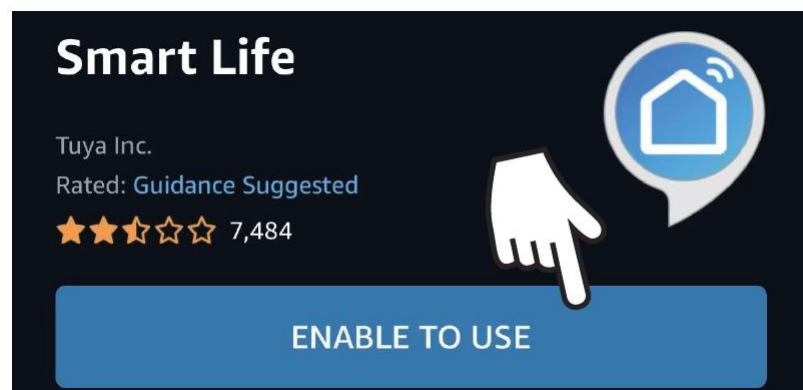 Smart Life
Tuya Inc.
Rated: Guidance Suggested
7,484
ENABLE TO USE